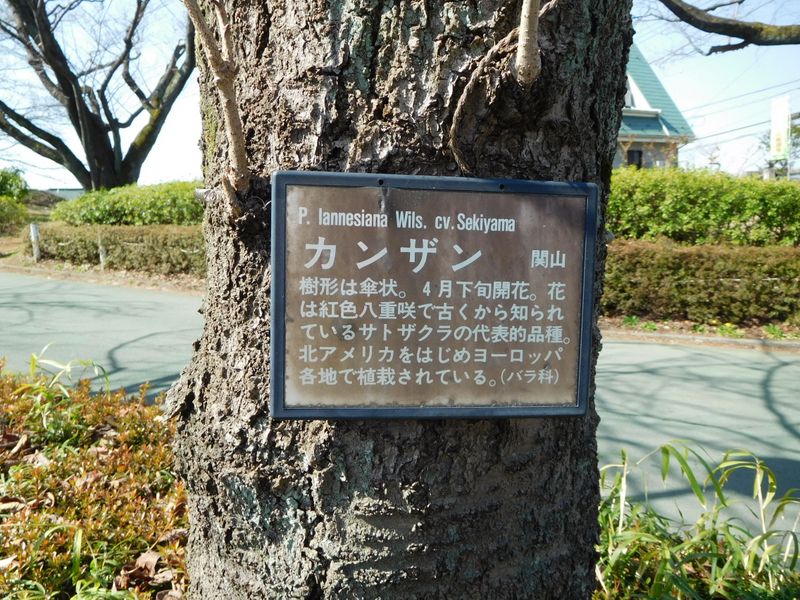 P. lannesiana Wils. cv. Sekiyama
カンザン 関山
樹形は傘状。4月下旬開花。花
は紅色八重咲で古くから知られ
ているサトザクラの代表的品種。
北アメリカをはじめヨーロッパ
各地で植栽されている。(バラ科)